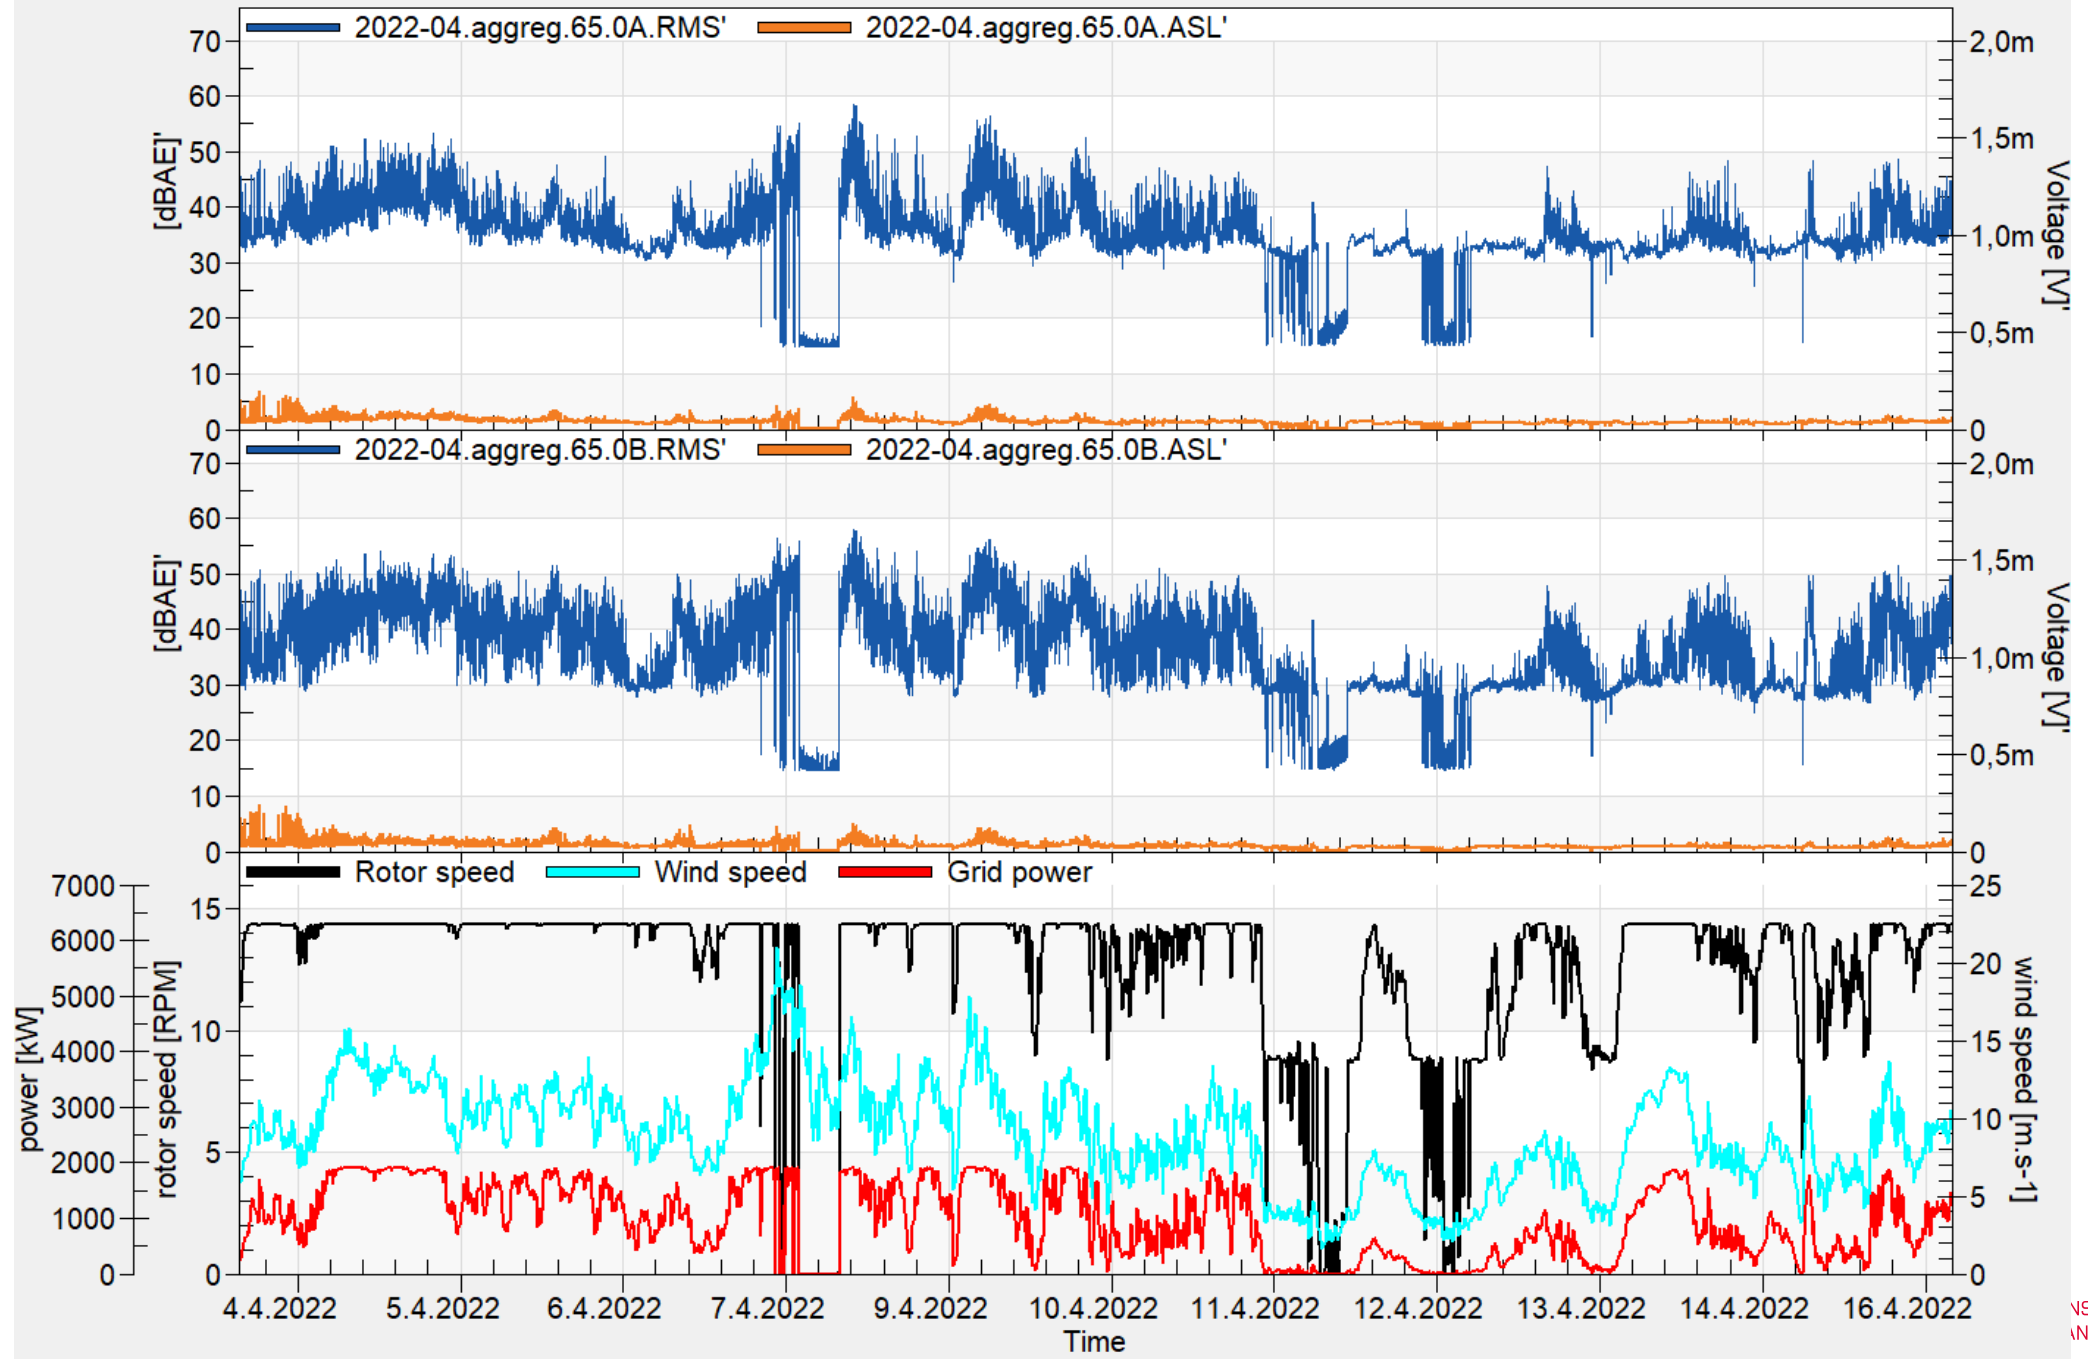 2022-04.aggreg.65.0A.RMS' 2022-04.aggreg.65.0A.ASL'
70
60
50
40
30
20
10
0
[dBAE]'
2,0m
1,5m
1,0m
0,5m
0
Voltage [V]'
2022-04.aggreg.65.0B.RMS' 2022-04.aggreg.65.0B.ASL'
70
60
50
40
30
20
10
0
[dBAE]'
2,0m
1,5m
1,0m
0,5m
0
Voltage [V]'
Rotor speed Wind speed Grid power
7000
6000
5000
4000
3000
2000
1000
0
power [kW]
15
10
5
0
rotor speed [RPM]
25
20
15
10
5
0
wind speed [m.s-1]
4.4.2022 5.4.2022 6.4.2022 7.4.2022 9.4.2022 10.4.2022 11.4.2022 12.4.2022 13.4.2022 14.4.2022 16.4.2022
Time